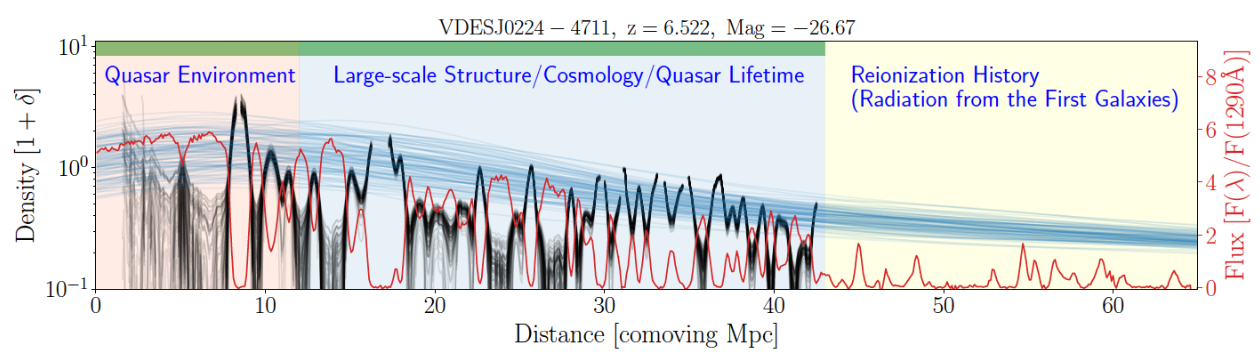 VDESJ0224 − 4711, z = 6.522, Mag = −26.67
Quasar Environment
Large-scale Structure/Cosmology/Quasar Lifetime
Reionization History
(Radiation from the First Galaxies)
Density [1 + δ]
10¹
10⁰
10⁻¹
0 10 20 30 40 50 60
Distance [comoving Mpc]
8
6
4
2
0
Flux [F(λ)/F(1290Å)]